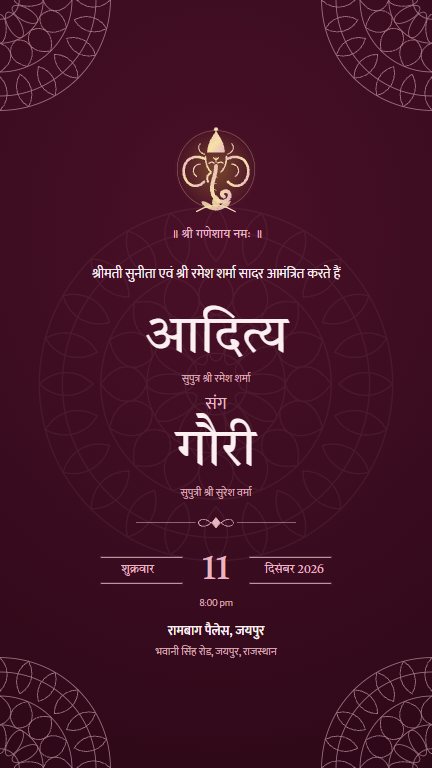 ॥ श्री गणेशाय नमः ॥
श्रीमती सुनीता एवं श्री रमेश शर्मा सादर आमंत्रित करते हैं
आदित्य
सुपुत्र श्री रमेश शर्मा
संग
गौरी
सुपुत्री श्री सुरेश वर्मा
शुक्रवार 11 दिसंबर 2026
8:00 pm
रामबाग पैलेस, जयपुर
भवानी सिंह रोड, जयपुर, राजस्थान